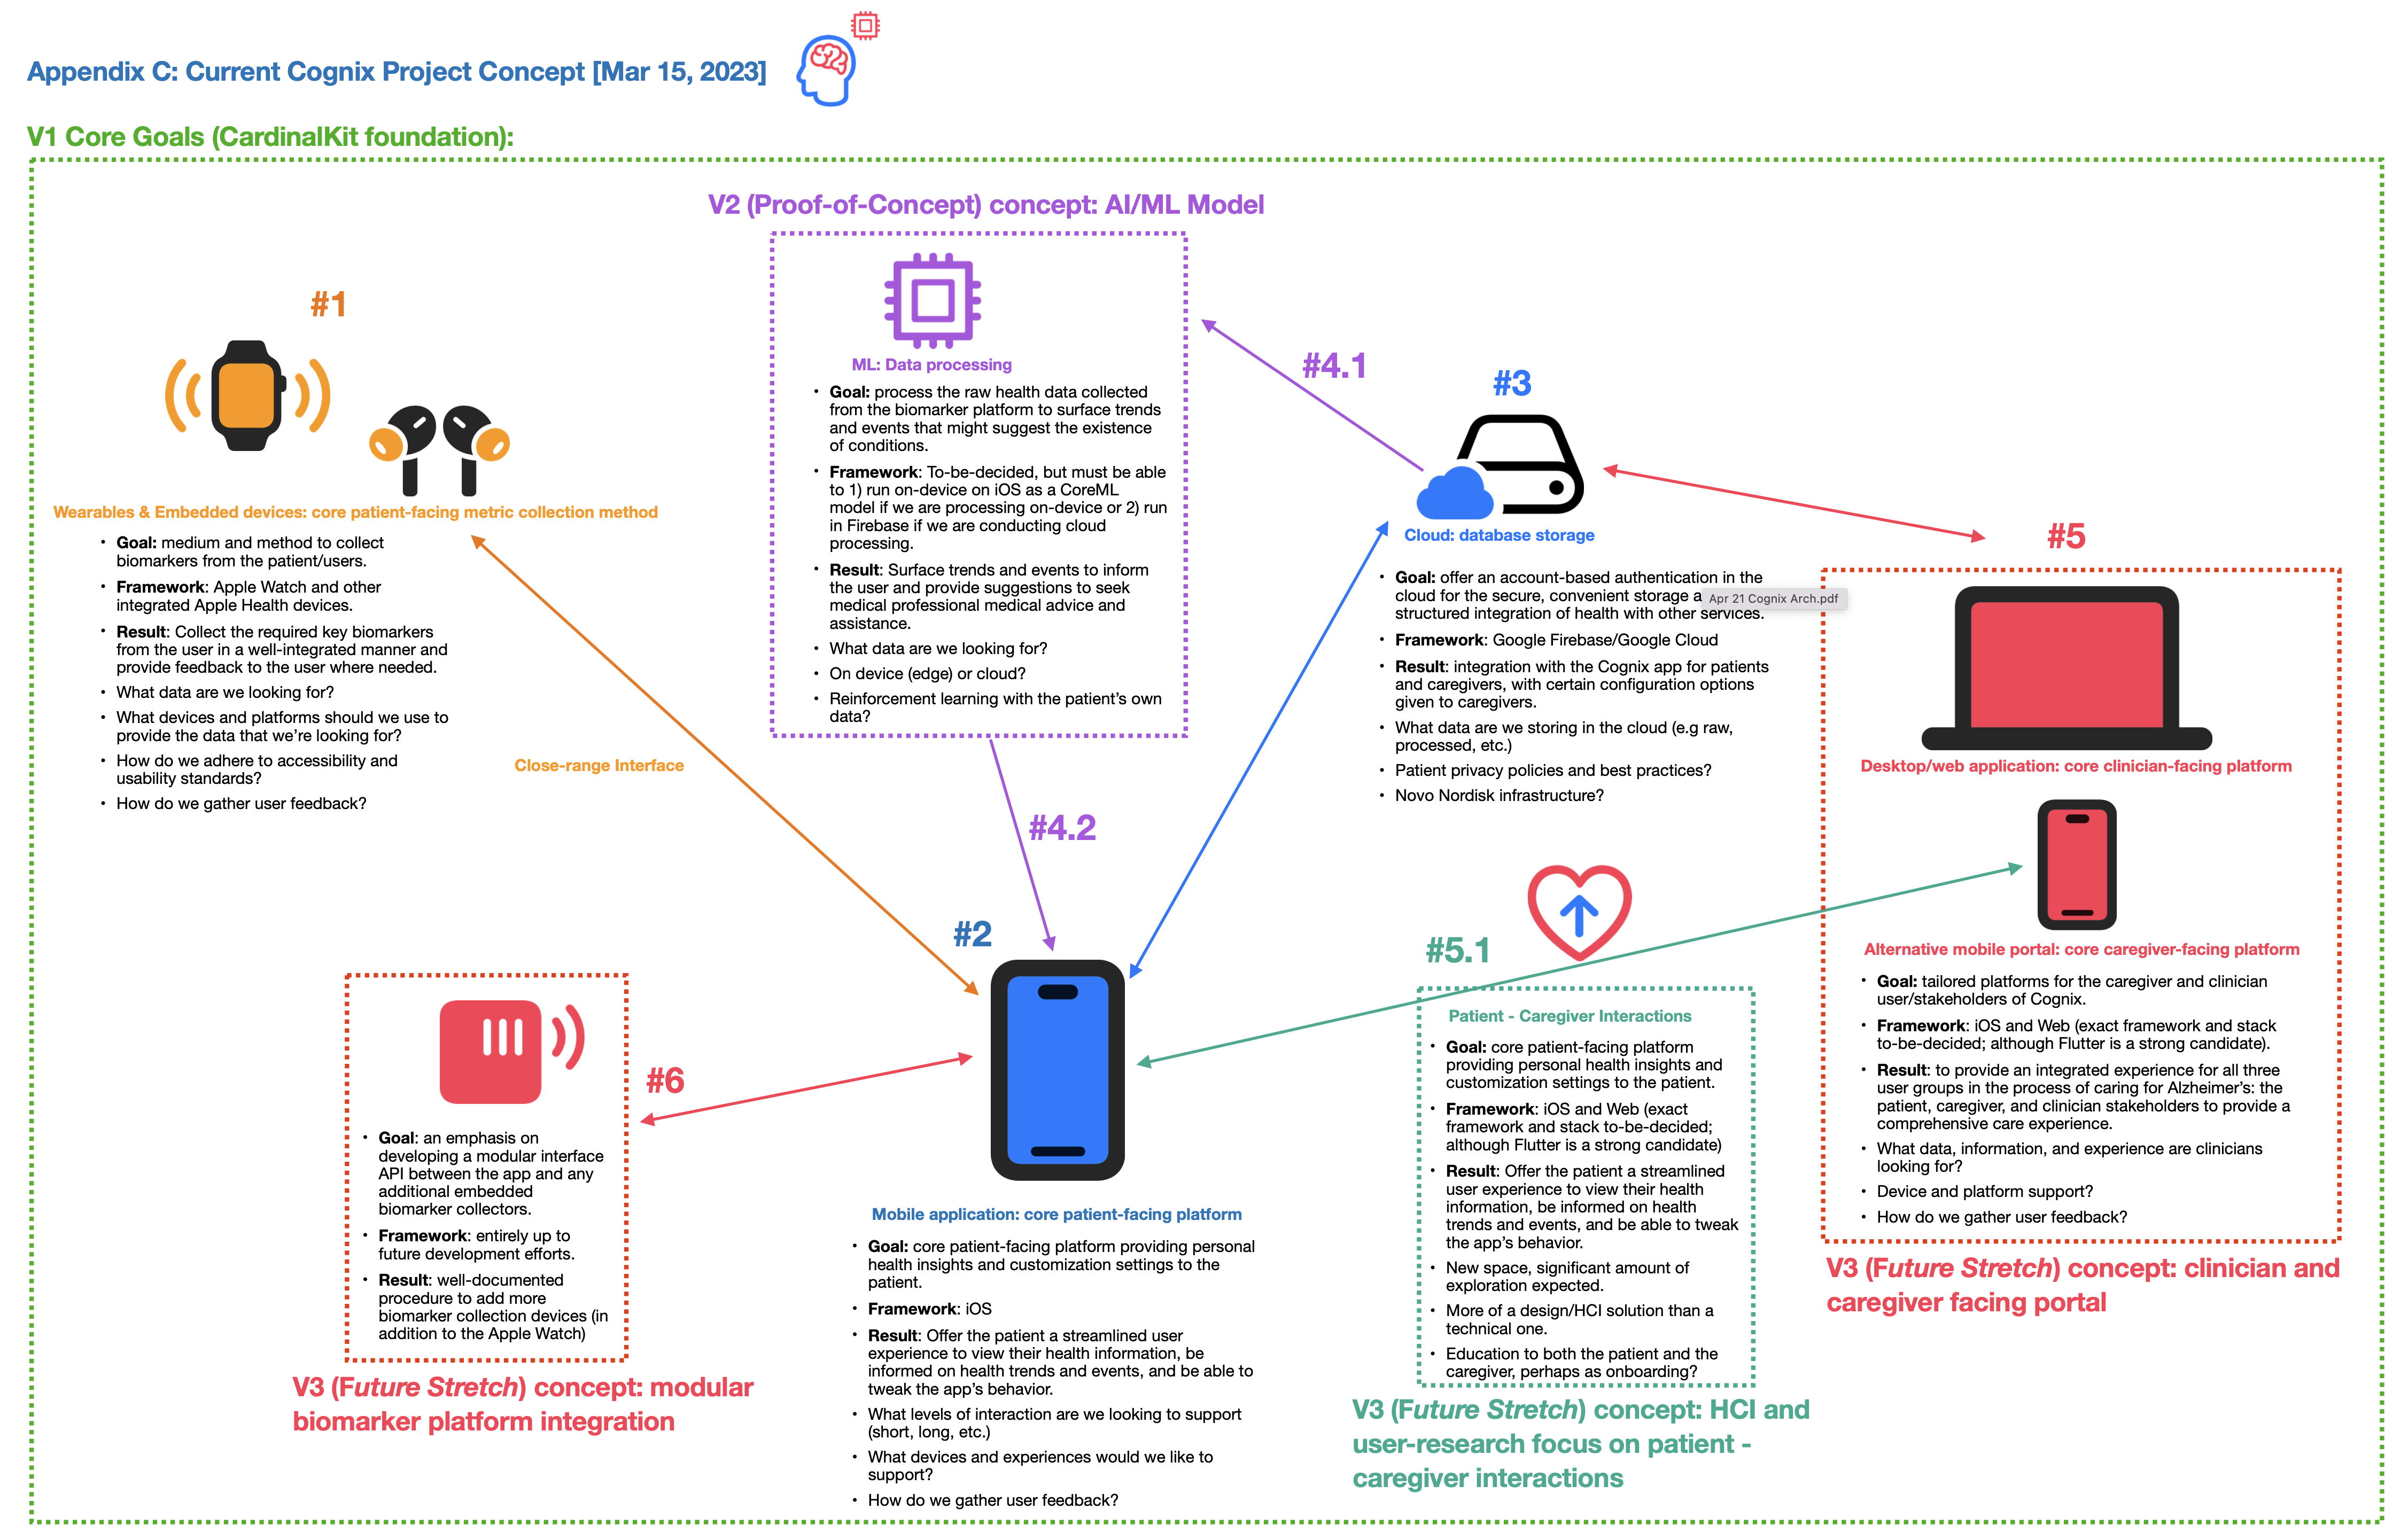 Appendix C: Current Cognix Project Concept [Mar 15, 2023]
V1 Core Goals (CardinalKit foundation):
#1
Wearables & Embedded devices: core patient-facing metric collection method
• Goal: medium and method to collect
biomarkers from the patient/users.
• Framework: Apple Watch and other
integrated Apple Health devices.
• Result: Collect the required key biomarkers
from the user in a well-integrated manner and
provide feedback to the user where needed.
• What data are we looking for?
• What devices and platforms should we use to
provide the data that we're looking for?
• How do we adhere to accessibility and
usability standards?
• How do we gather user feedback?
Close-range Interface
V2 (Proof-of-Concept) concept: AI/ML Model
ML: Data processing
• Goal: process the raw health data collected
from the biomarker platform to surface trends
and events that might suggest the existence
of conditions.
• Framework: To-be-decided, but must be able
to 1) run on-device on iOS as a CoreML
model if we are processing on-device or 2) run
in Firebase if we are conducting cloud
processing.
• Result: Surface trends and events to inform
the user and provide suggestions to seek
medical professional medical advice and
assistance.
• What data are we looking for?
• On device (edge) or cloud?
• Reinforcement learning with the patient's own
data?
#4.1
#4.2
#3
Cloud: database storage
• Goal: offer an account-based authentication in the
cloud for the secure, convenient storage a
Apr 21 Cognix Arch.pdf
structured integration of health with other services.
• Framework: Google Firebase/Google Cloud
• Result: integration with the Cognix app for patients
and caregivers, with certain configuration options
given to caregivers.
• What data are we storing in the cloud (e.g raw,
processed, etc.)
• Patient privacy policies and best practices?
• Novo Nordisk infrastructure?
#5
Desktop/web application: core clinician-facing platform
Alternative mobile portal: core caregiver-facing platform
• Goal: tailored platforms for the caregiver and clinician
user/stakeholders of Cognix.
• Framework: iOS and Web (exact framework and stack
to-be-decided; although Flutter is a strong candidate).
• Result: to provide an integrated experience for all three
user groups in the process of caring for Alzheimer's: the
patient, caregiver, and clinician stakeholders to provide a
comprehensive care experience.
• What data, information, and experience are clinicians
looking for?
• Device and platform support?
• How do we gather user feedback?
V3 (Future Stretch) concept: clinician and
caregiver facing portal
#2
Mobile application: core patient-facing platform
• Goal: core patient-facing platform providing personal
health insights and customization settings to the
patient.
• Framework: iOS
• Result: Offer the patient a streamlined user
experience to view their health information, be
informed on health trends and events, and be able to
tweak the app's behavior.
• What levels of interaction are we looking to support
(short, long, etc.)
• What devices and experiences would we like to
support?
• How do we gather user feedback?
#5.1
Patient - Caregiver Interactions
• Goal: core patient-facing platform
providing personal health insights and
customization settings to the patient.
• Framework: iOS and Web (exact
framework and stack to-be-decided;
although Flutter is a strong candidate)
• Result: Offer the patient a streamlined
user experience to view their health
information, be informed on health
trends and events, and be able to tweak
the app's behavior.
• New space, significant amount of
exploration expected.
• More of a design/HCI solution than a
technical one.
• Education to both the patient and the
caregiver, perhaps as onboarding?
V3 (Future Stretch) concept: HCI and
user-research focus on patient -
caregiver interactions
#6
• Goal: an emphasis on
developing a modular interface
API between the app and any
additional embedded
biomarker collectors.
• Framework: entirely up to
future development efforts.
• Result: well-documented
procedure to add more
biomarker collection devices (in
addition to the Apple Watch)
V3 (Future Stretch) concept: modular
biomarker platform integration